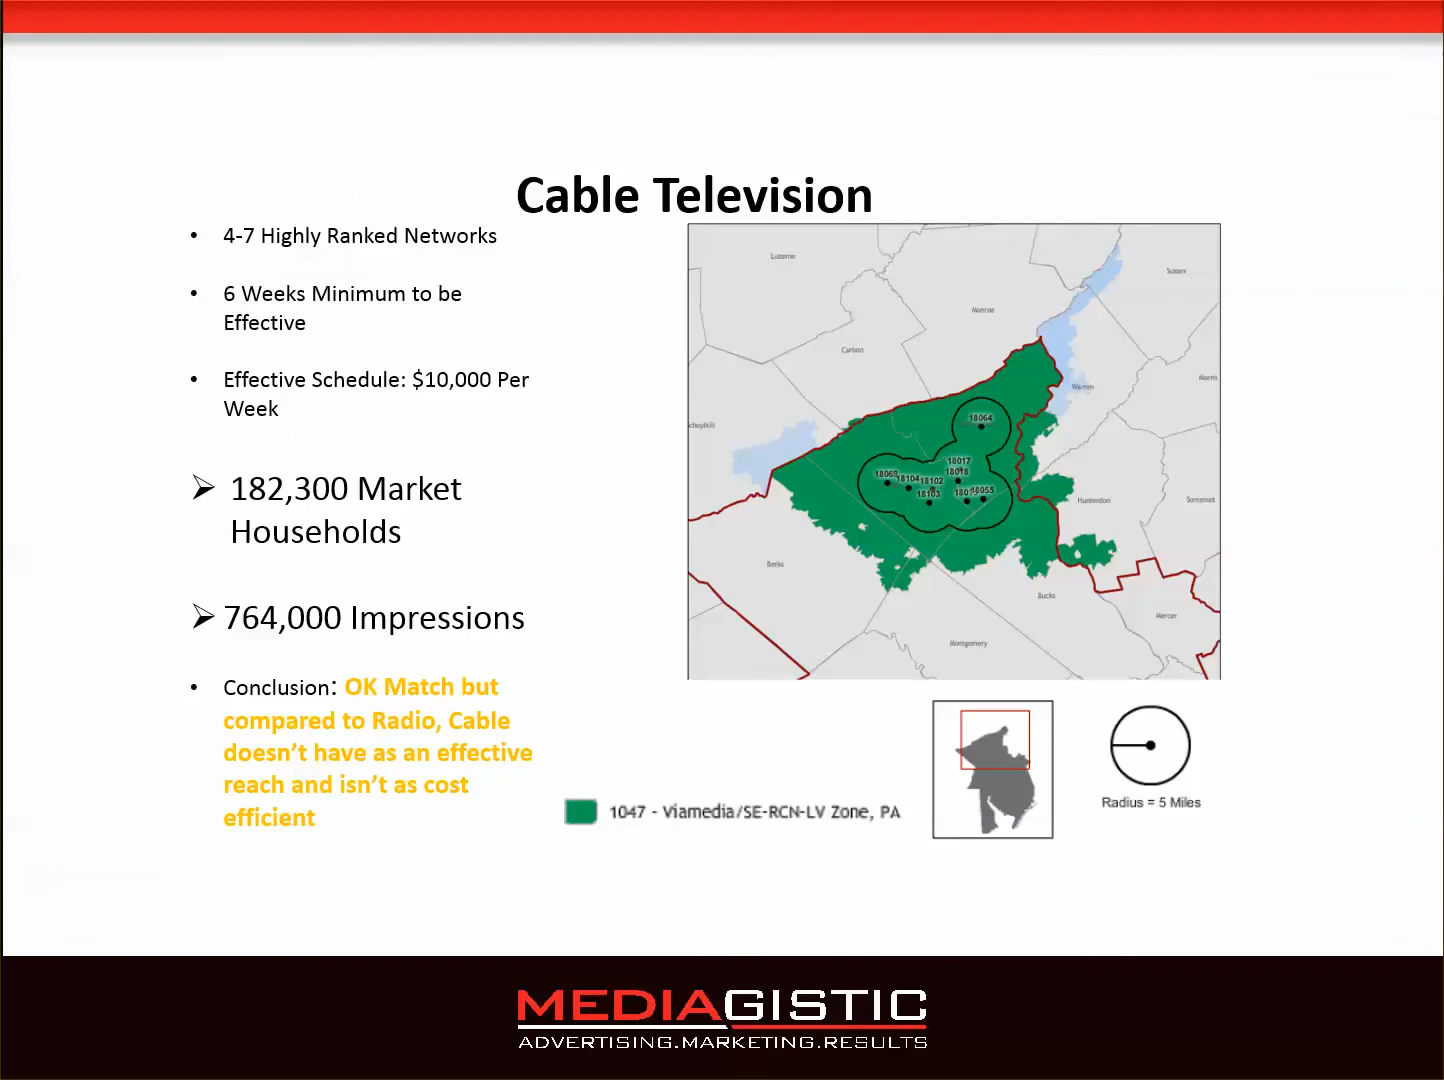 Cable Television
• 4-7 Highly Ranked Networks
• 6 Weeks Minimum to be
Effective
• Effective Schedule: $10,000 Per
Week
➢ 182,300 Market
Households
➢ 764,000 Impressions
• Conclusion: OK Match but
compared to Radio, Cable
doesn't have as an effective
reach and isn't as cost
efficient
Luzerne
Sussex
Monroe
Carbon
Morris
Warren
18064
18017
18018
18069
18104
18102
18103
18055
Hunterdon
Somerset
Berks
Bucks
Mercer
Montgomery
1047 - Viamedia/SE-RCN-LV Zone, PA
Radius = 5 Miles
MEDIAGISTIC
ADVERTISING.MARKETING.RESULTS